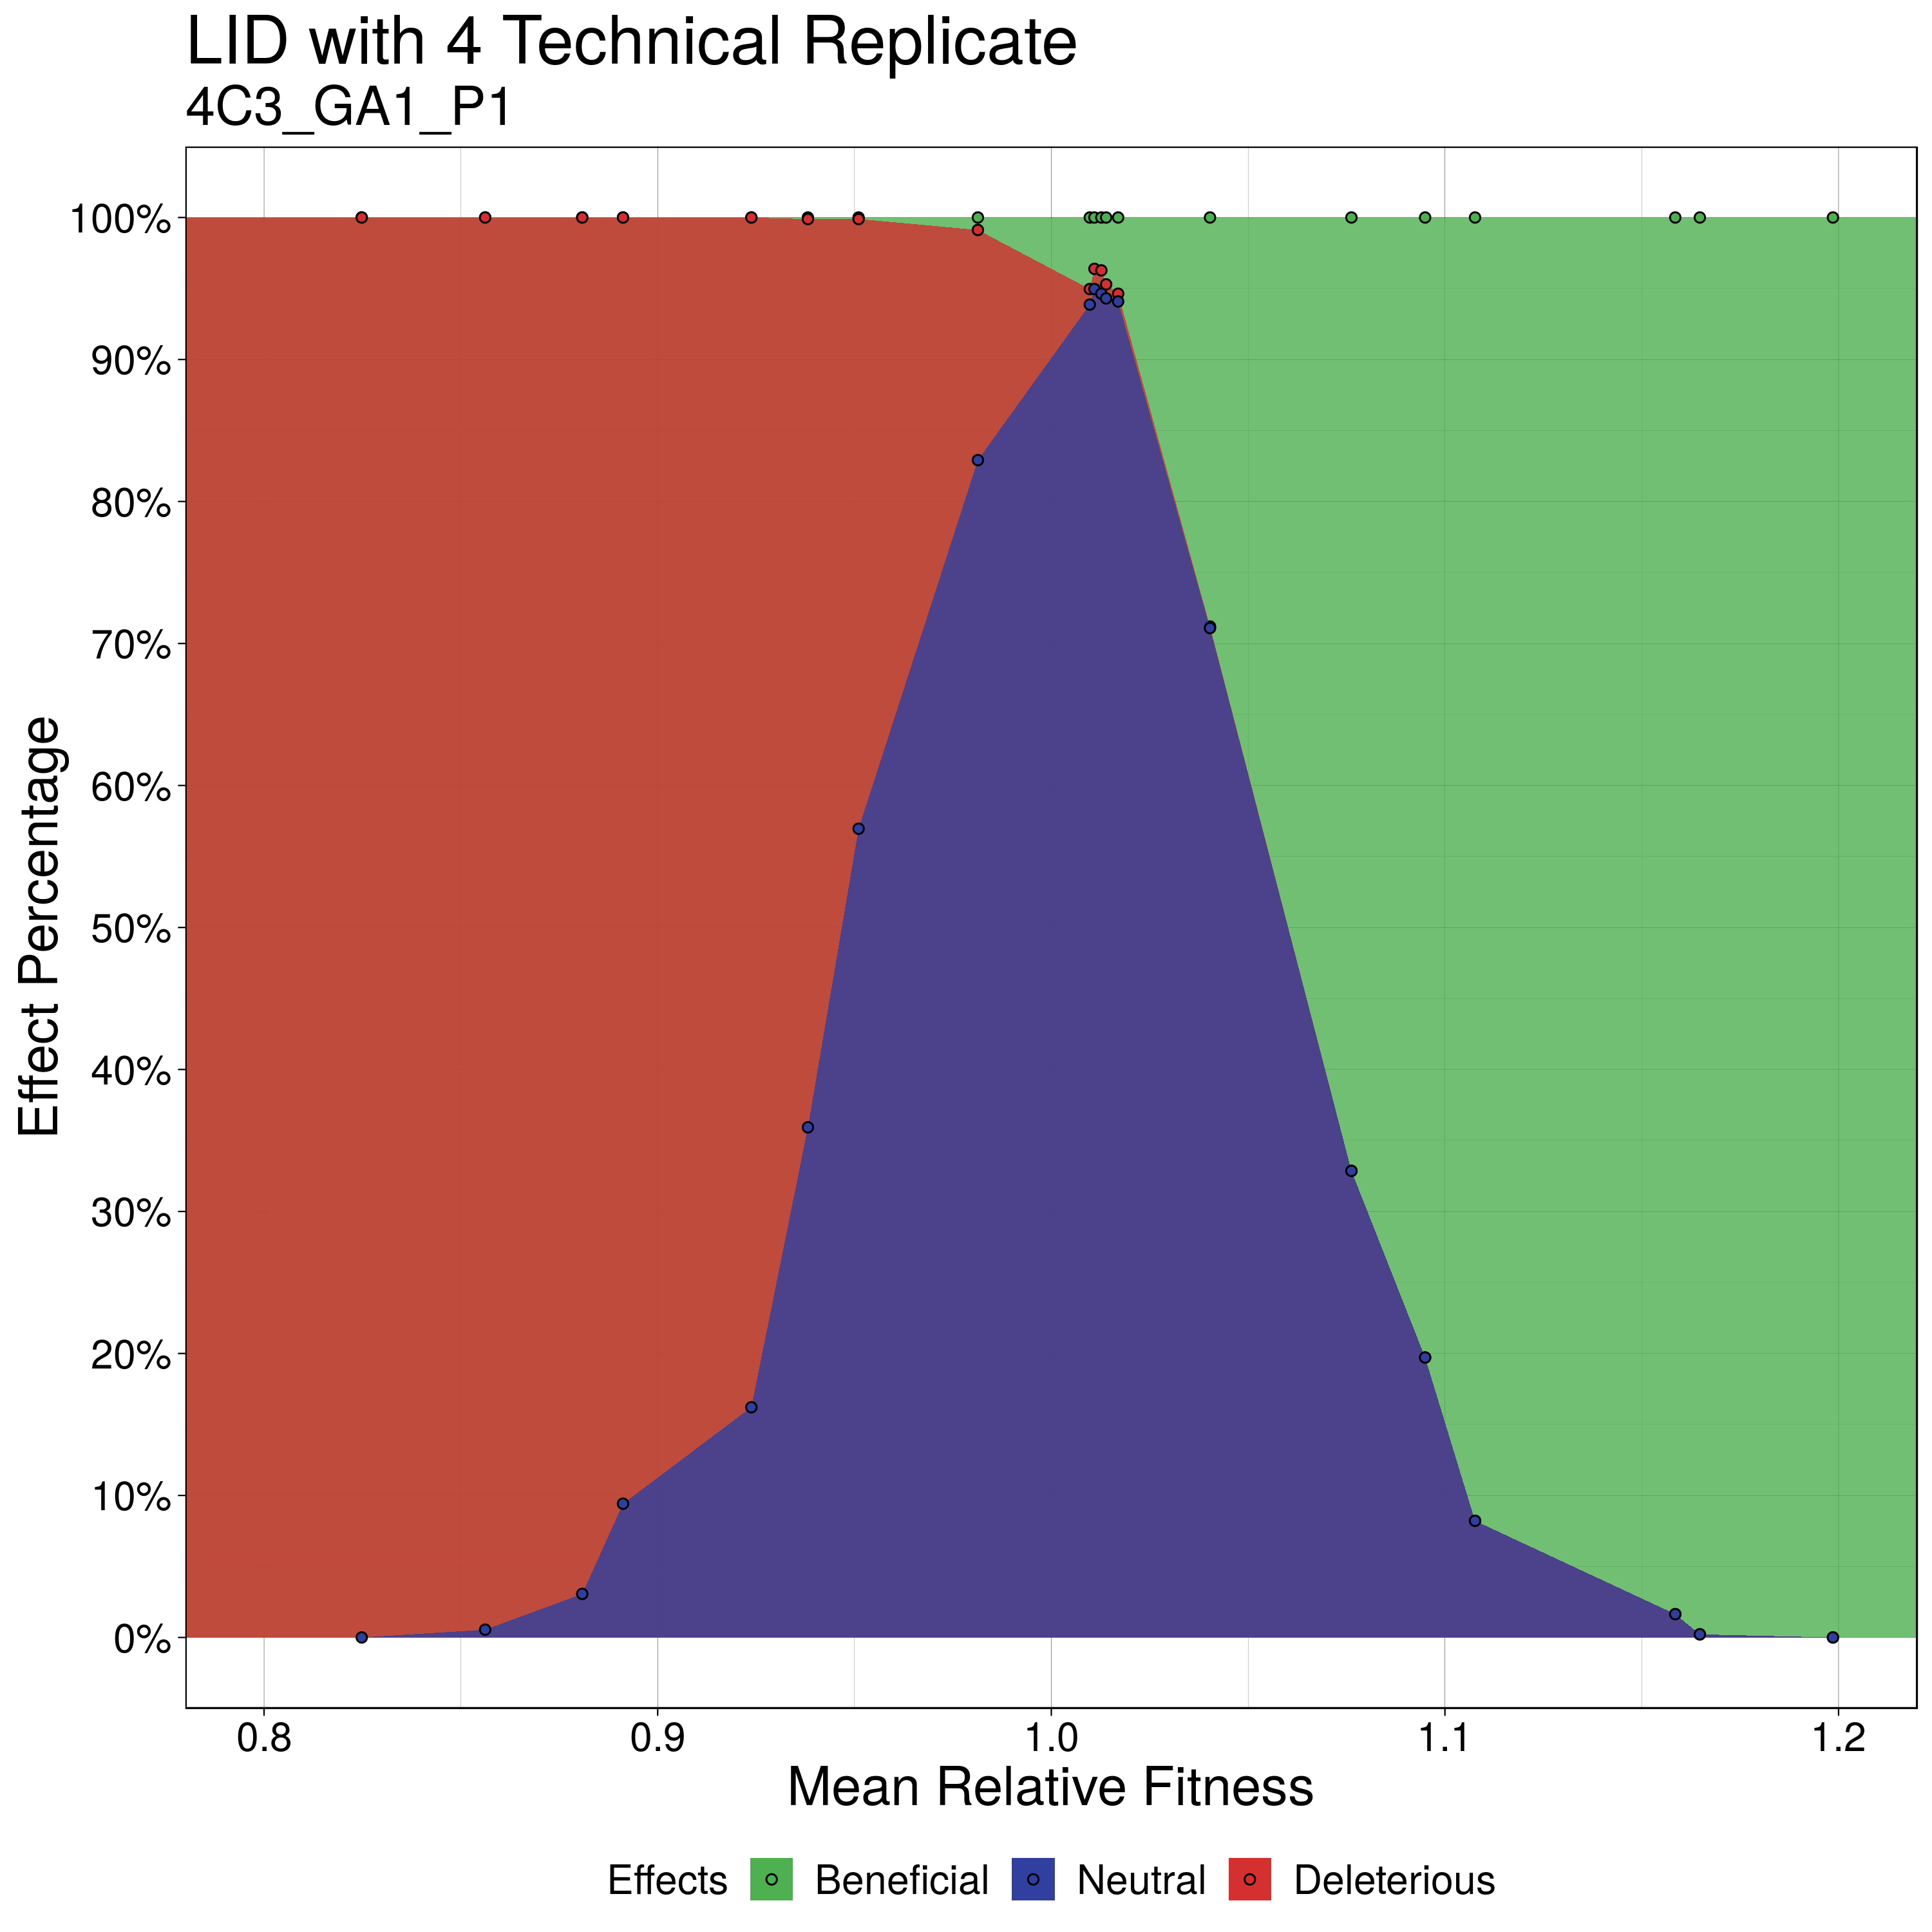 LID with 4 Technical Replicate
4C3_GA1_P1
100%
90%
80%
70%
60%
50%
40%
30%
20%
10%
0%
Effect Percentage
0.8 0.9 1.0 1.1 1.2
Mean Relative Fitness
Effects Beneficial Neutral Deleterious